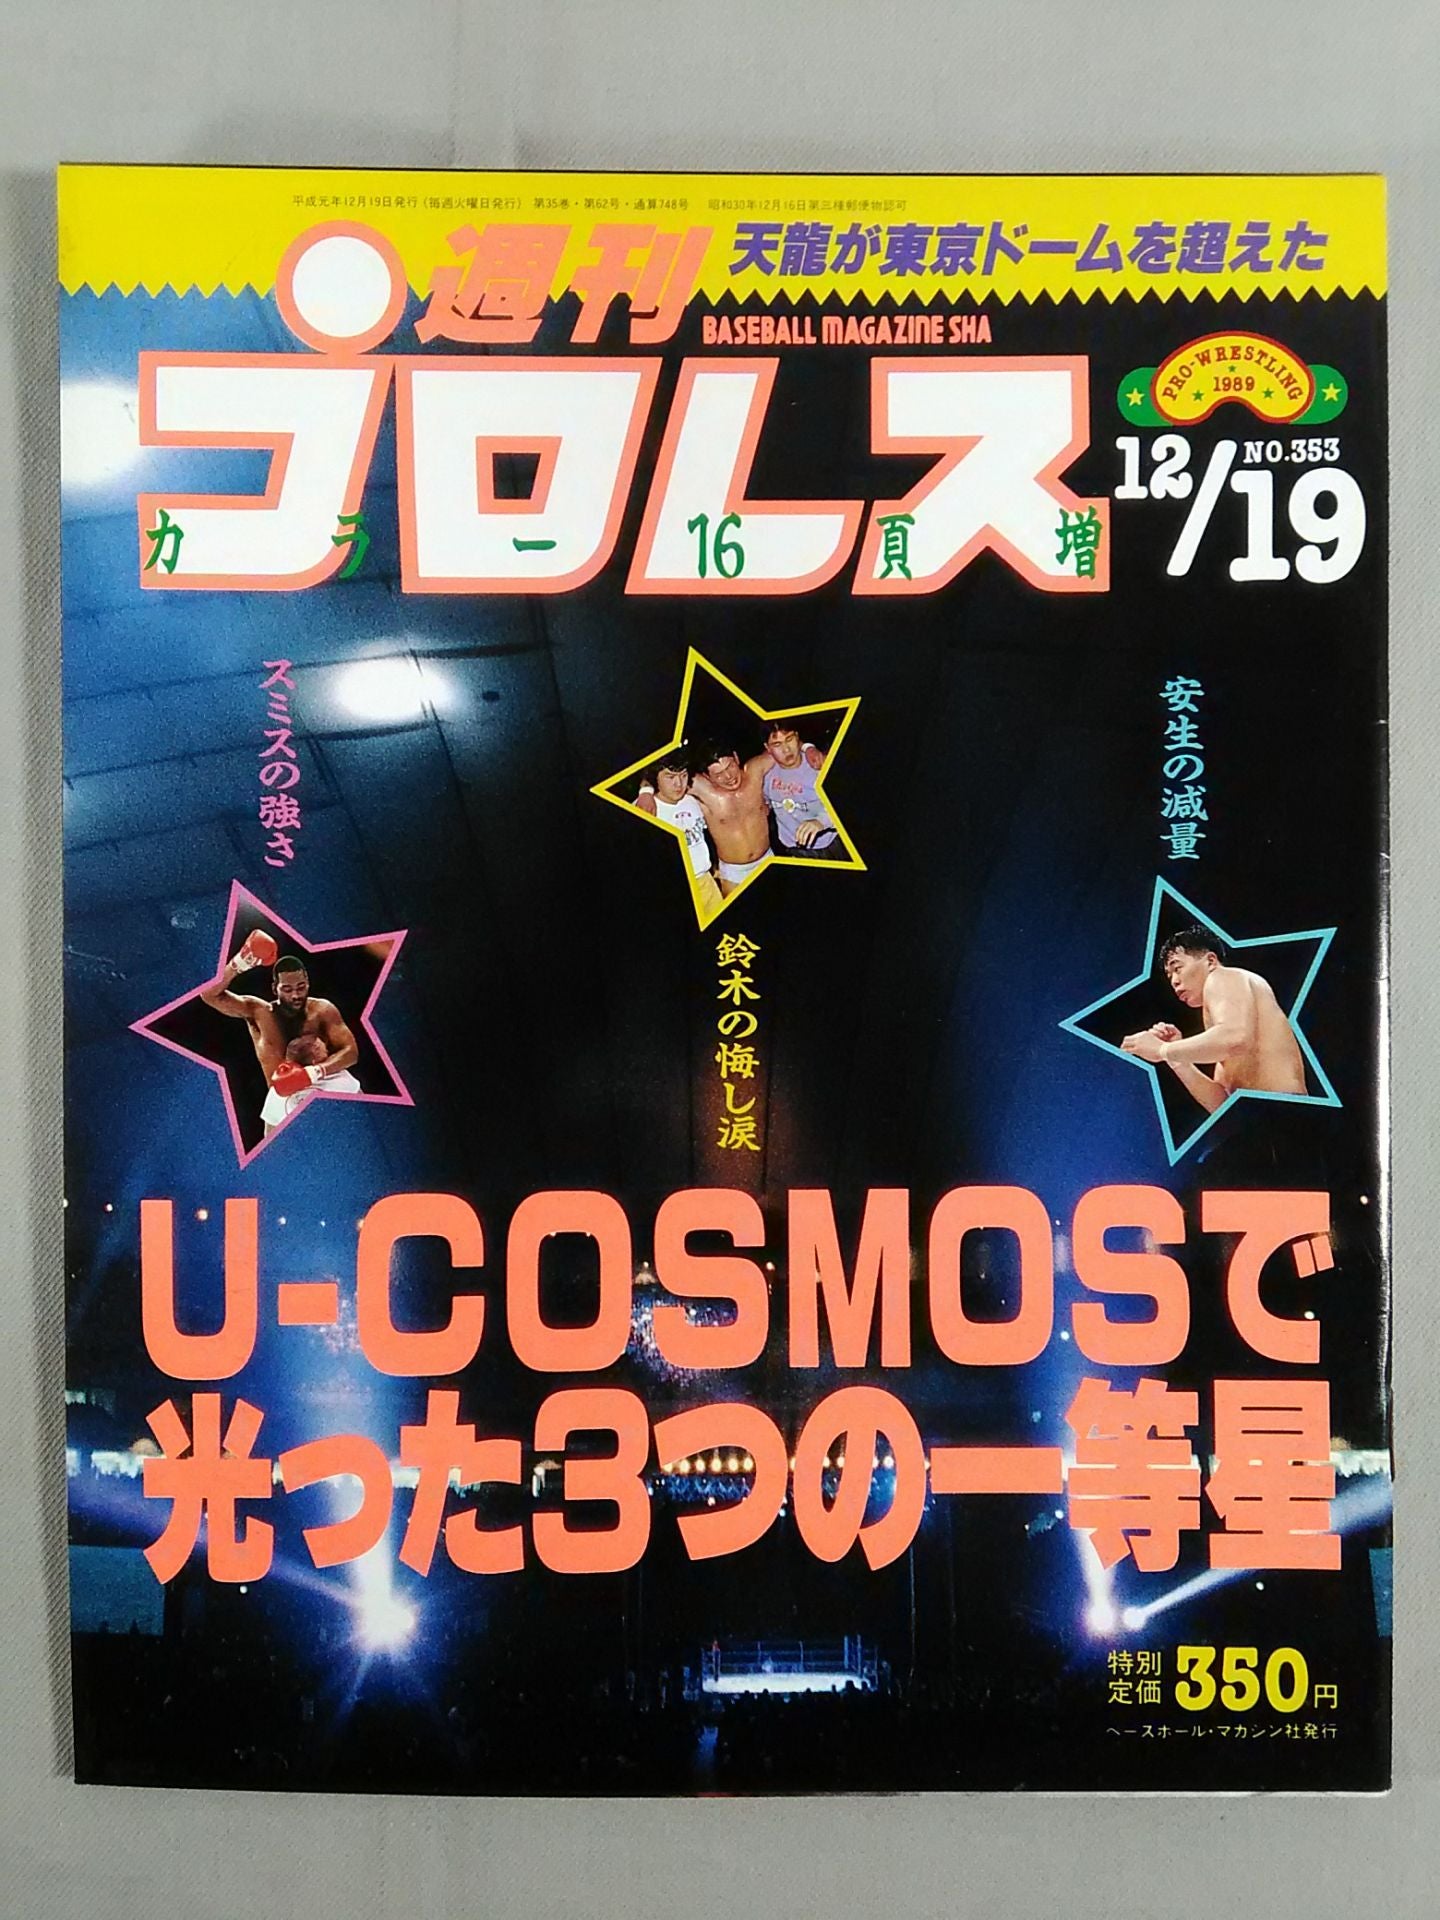 平成元年12月19日発行(毎週火曜日発行) 第35巻・第62号・通算748号 昭和30年12月16日第三種郵便物認可
週刊
天龍が東京ドームを超えた
BASEBALL MAGAZINE SHA
プロレス
カラー16頁増
PRO-WRESTLING
1989
NO.353
12/19
スミスの強さ
鈴木の悔し涙
安生の減量
U-COSMOSで
光った3つの一等星
特別
定価 350円
ベースボール・マガジン社発行